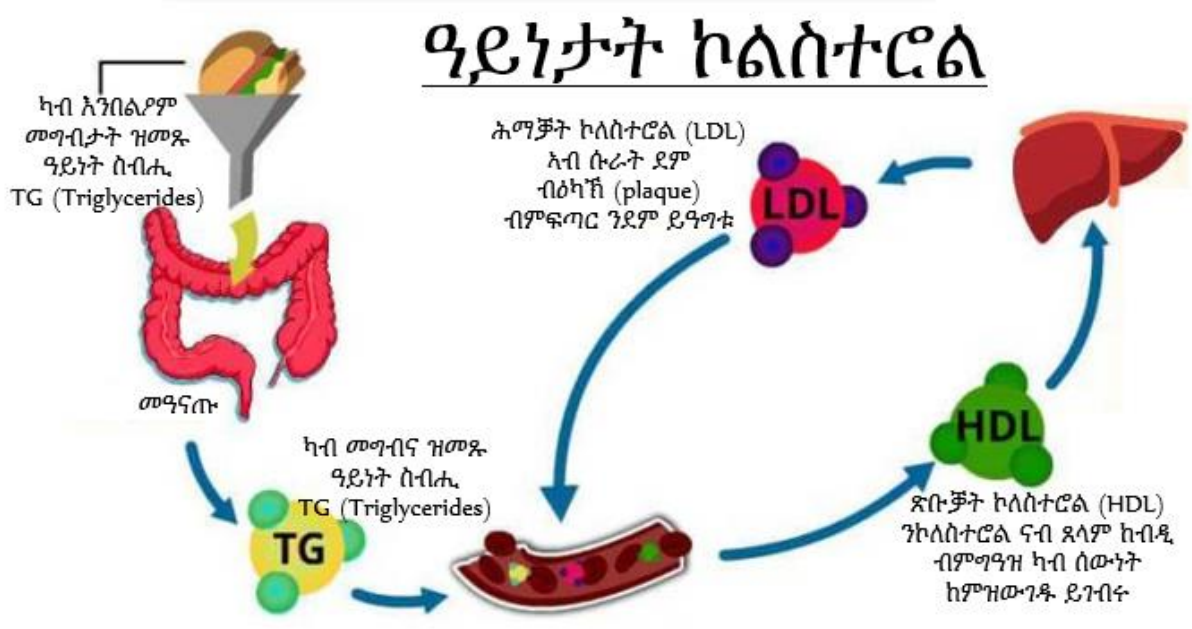 ዓይነታት ኮልስተሮል
ካብ እንበልዖም
መግብታት ዝመጹ
ዓይነት ስብሒ
TG (Triglycerides)
ሕማቓት ኮለስተሮል (LDL)
ኣብ ሱራት ደም
ብዕካኽ (plaque)
ብምፍጣር ንደም ይዓግቱ
LDL
መዓናጡ
ካብ መግብና ዝመጹ
ዓይነት ስብሒ
TG (Triglycerides)
TG
HDL
ጽቡቓት ኮለስተሮል (HDL)
ንኮለስተሮል ናብ ጸላም ከብዲ
ብምግዓዝ ካብ ሰውነት
ከምዝውገዱ ይገብሩ